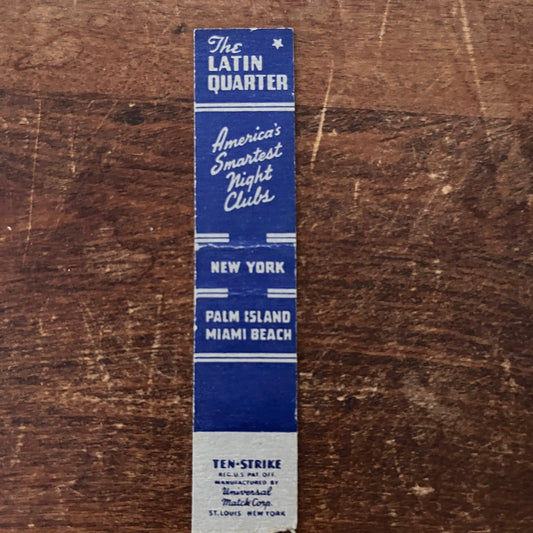 The
LATIN
QUARTER
America's
Smartest
Night
Clubs
NEW YORK
PALM ISLAND
MIAMI BEACH
TEN-STRIKE
REG. U.S. PAT. OFF.
MANUFACTURED BY
Universal
Match Corp.
ST. LOUIS NEW YORK